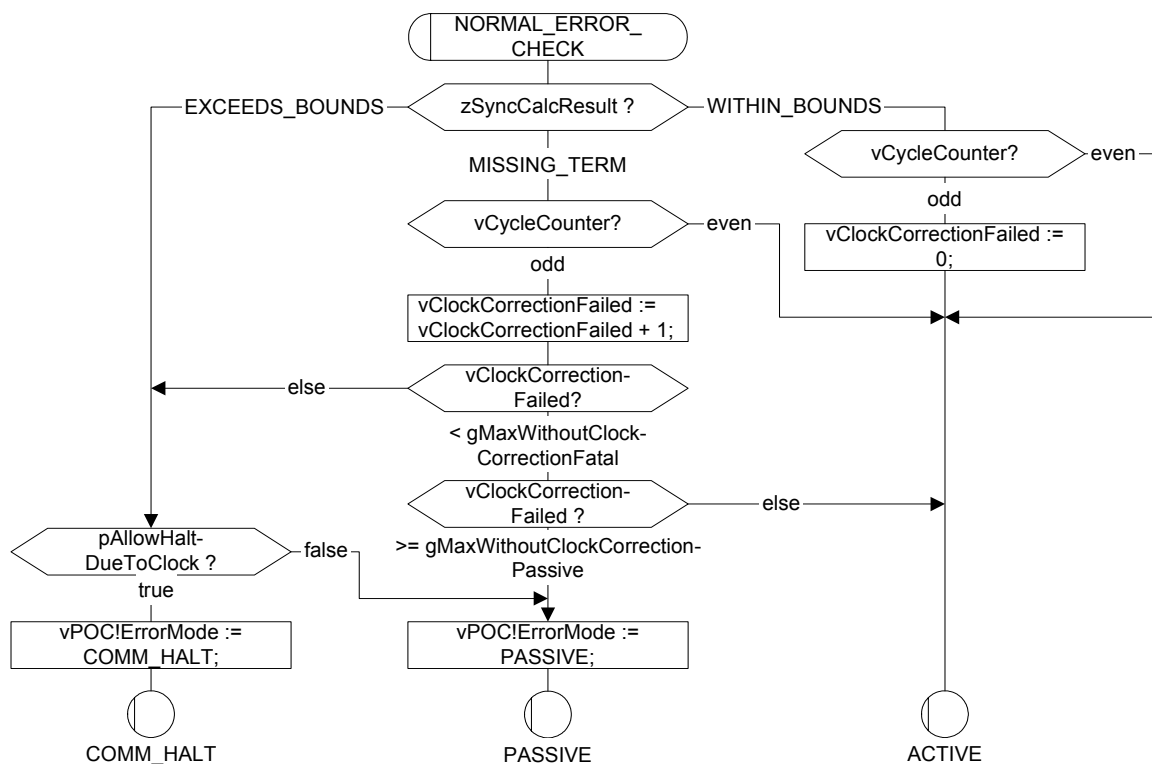 NORMAL_ERROR_
CHECK
EXCEEDS_BOUNDS
zSyncCalcResult ?
WITHIN_BOUNDS
vCycleCounter?
even
MISSING_TERM
odd
vCycleCounter?
even
vClockCorrectionFailed :=
0;
odd
vClockCorrectionFailed :=
vClockCorrectionFailed + 1;
else
vClockCorrection-
Failed?
< gMaxWithoutClock-
CorrectionFatal
vClockCorrection-
Failed ?
else
pAllowHalt-
DueToClock ?
false
>= gMaxWithoutClockCorrection-
Passive
true
vPOC!ErrorMode :=
COMM_HALT;
vPOC!ErrorMode :=
PASSIVE;
COMM_HALT
PASSIVE
ACTIVE